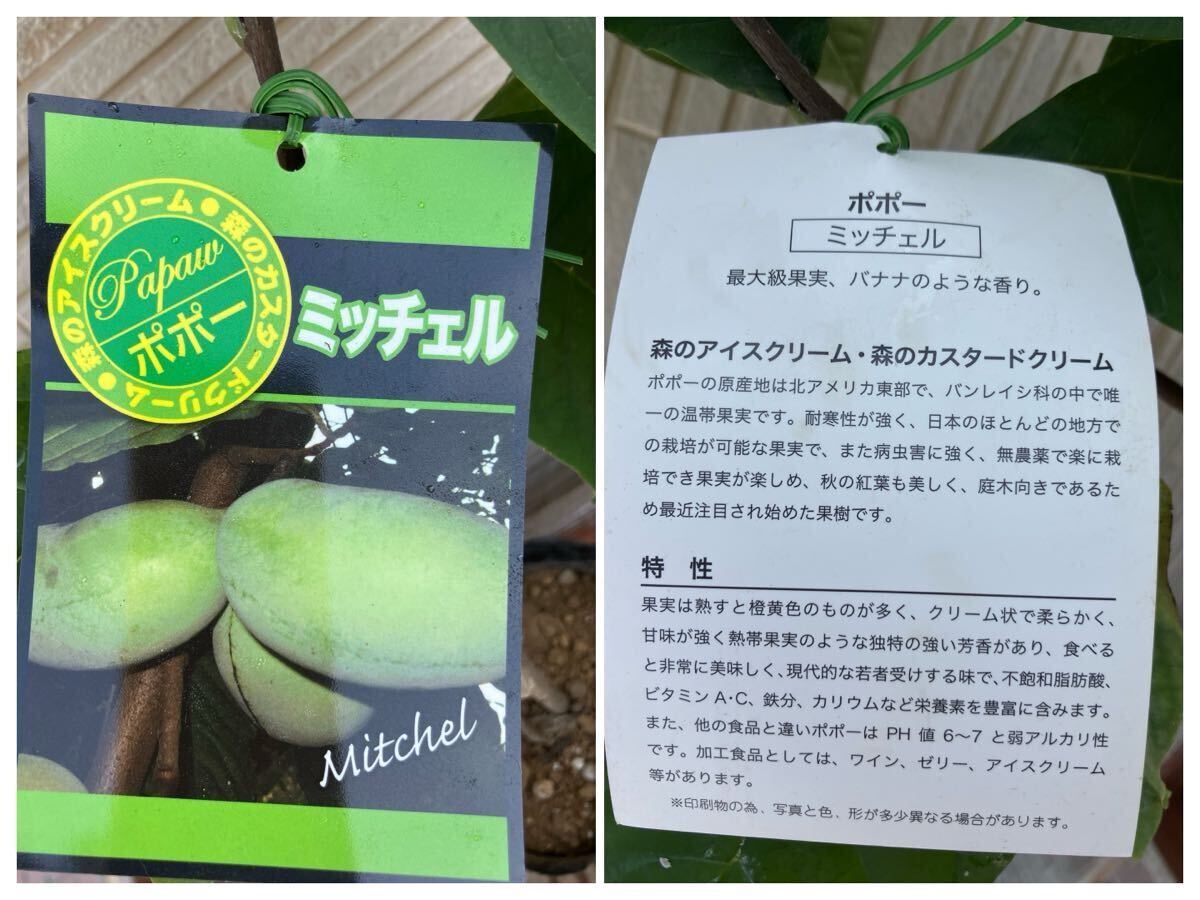 森のアイスクリーム●森のカスタードクリーム●
Papaw
ポポー
ミッチェル
Mitchel
ポポー
ミッチェル
最大級果実、バナナのような香り。
森のアイスクリーム・森のカスタードクリーム
ポポーの原産地は北アメリカ東部で、バンレイシ科の中で唯
一の温帯果実です。耐寒性が強く、日本のほとんどの地方で
の栽培が可能な果実で、また病虫害に強く、無農薬で楽に栽
培でき果実が楽しめ、秋の紅葉も美しく、庭木向きであるた
め最近注目され始めた果樹です。
特 性
果実は熟すと橙黄色のものが多く、クリーム状で柔らかく、
甘味が強く熱帯果実のような独特の強い芳香があり、食べる
と非常に美味しく、現代的な若者受けする味で、不飽和脂肪酸、
ビタミン A・C、鉄分、カリウムなど栄養素を豊富に含みます。
また、他の食品と違いポポーは PH 値 6〜7 と弱アルカリ性
です。加工食品としては、ワイン、ゼリー、アイスクリーム
等があります。
※印刷物の為、写真と色、形が多少異なる場合があります。